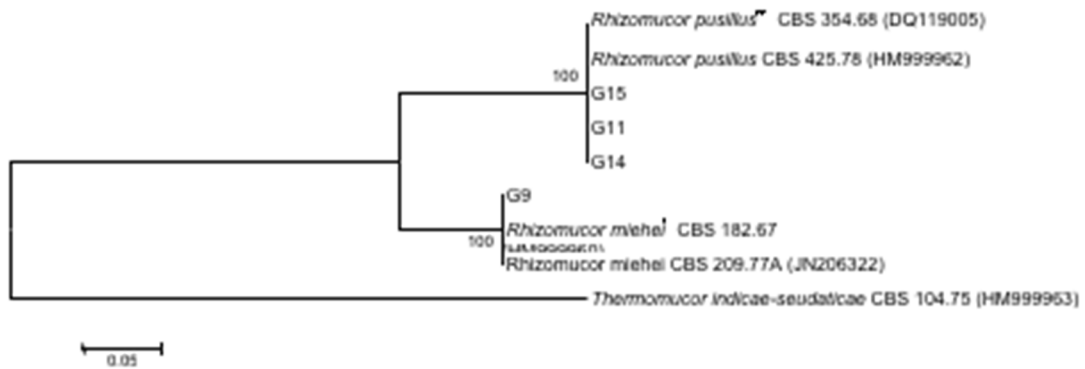 Rhizomucor pusillus CBS 354.68 (DQ119005)
Rhizomucor pusillus CBS 425.78 (HM999962)
100
G15
G11
G14
G9
Rhizomucor miehei CBS 182.67
100
Rhizomucor miehei CBS 209.77A (JN206322)
Thermomucor indicae-seudaticae CBS 104.75 (HM999963)
0.05